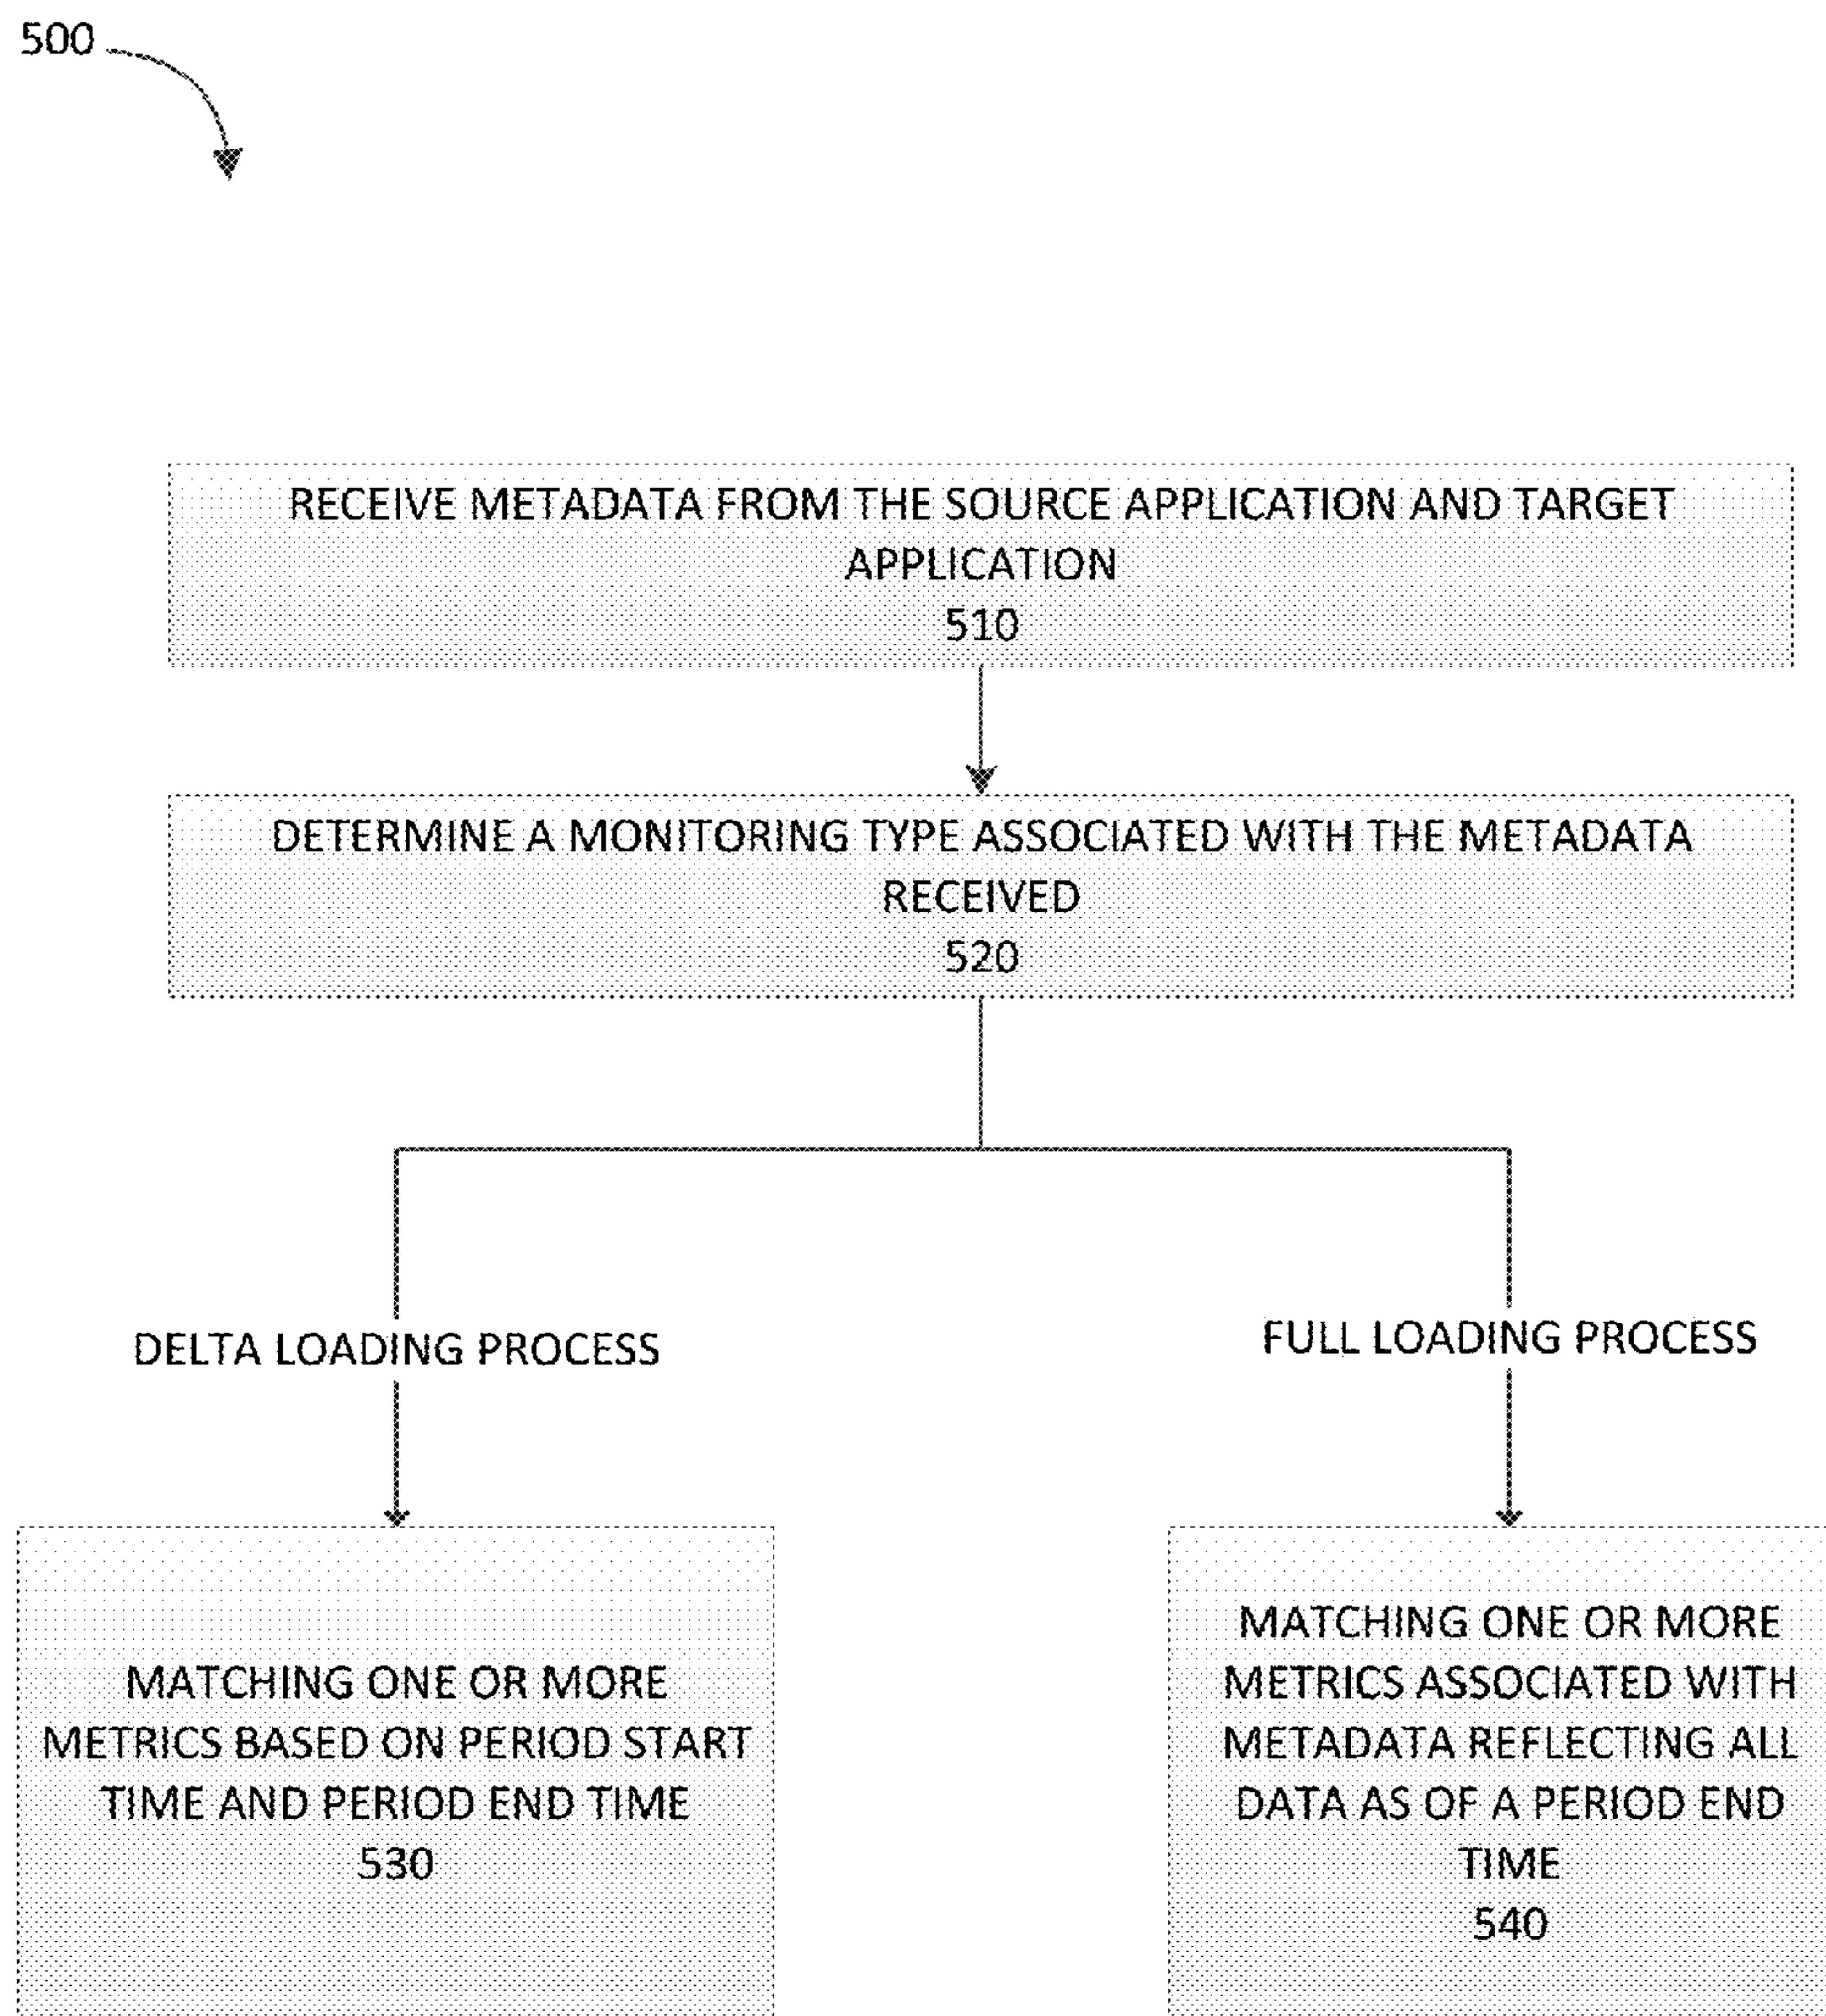 500
RECEIVE METADATA FROM THE SOURCE APPLICATION AND TARGET
APPLICATION
510
DETERMINE A MONITORING TYPE ASSOCIATED WITH THE METADATA
RECEIVED
520
DELTA LOADING PROCESS
FULL LOADING PROCESS
MATCHING ONE OR MORE
METRICS BASED ON PERIOD START
TIME AND PERIOD END TIME
530
MATCHING ONE OR MORE
METRICS ASSOCIATED WITH
METADATA REFLECTING ALL
DATA AS OF A PERIOD END
TIME
540